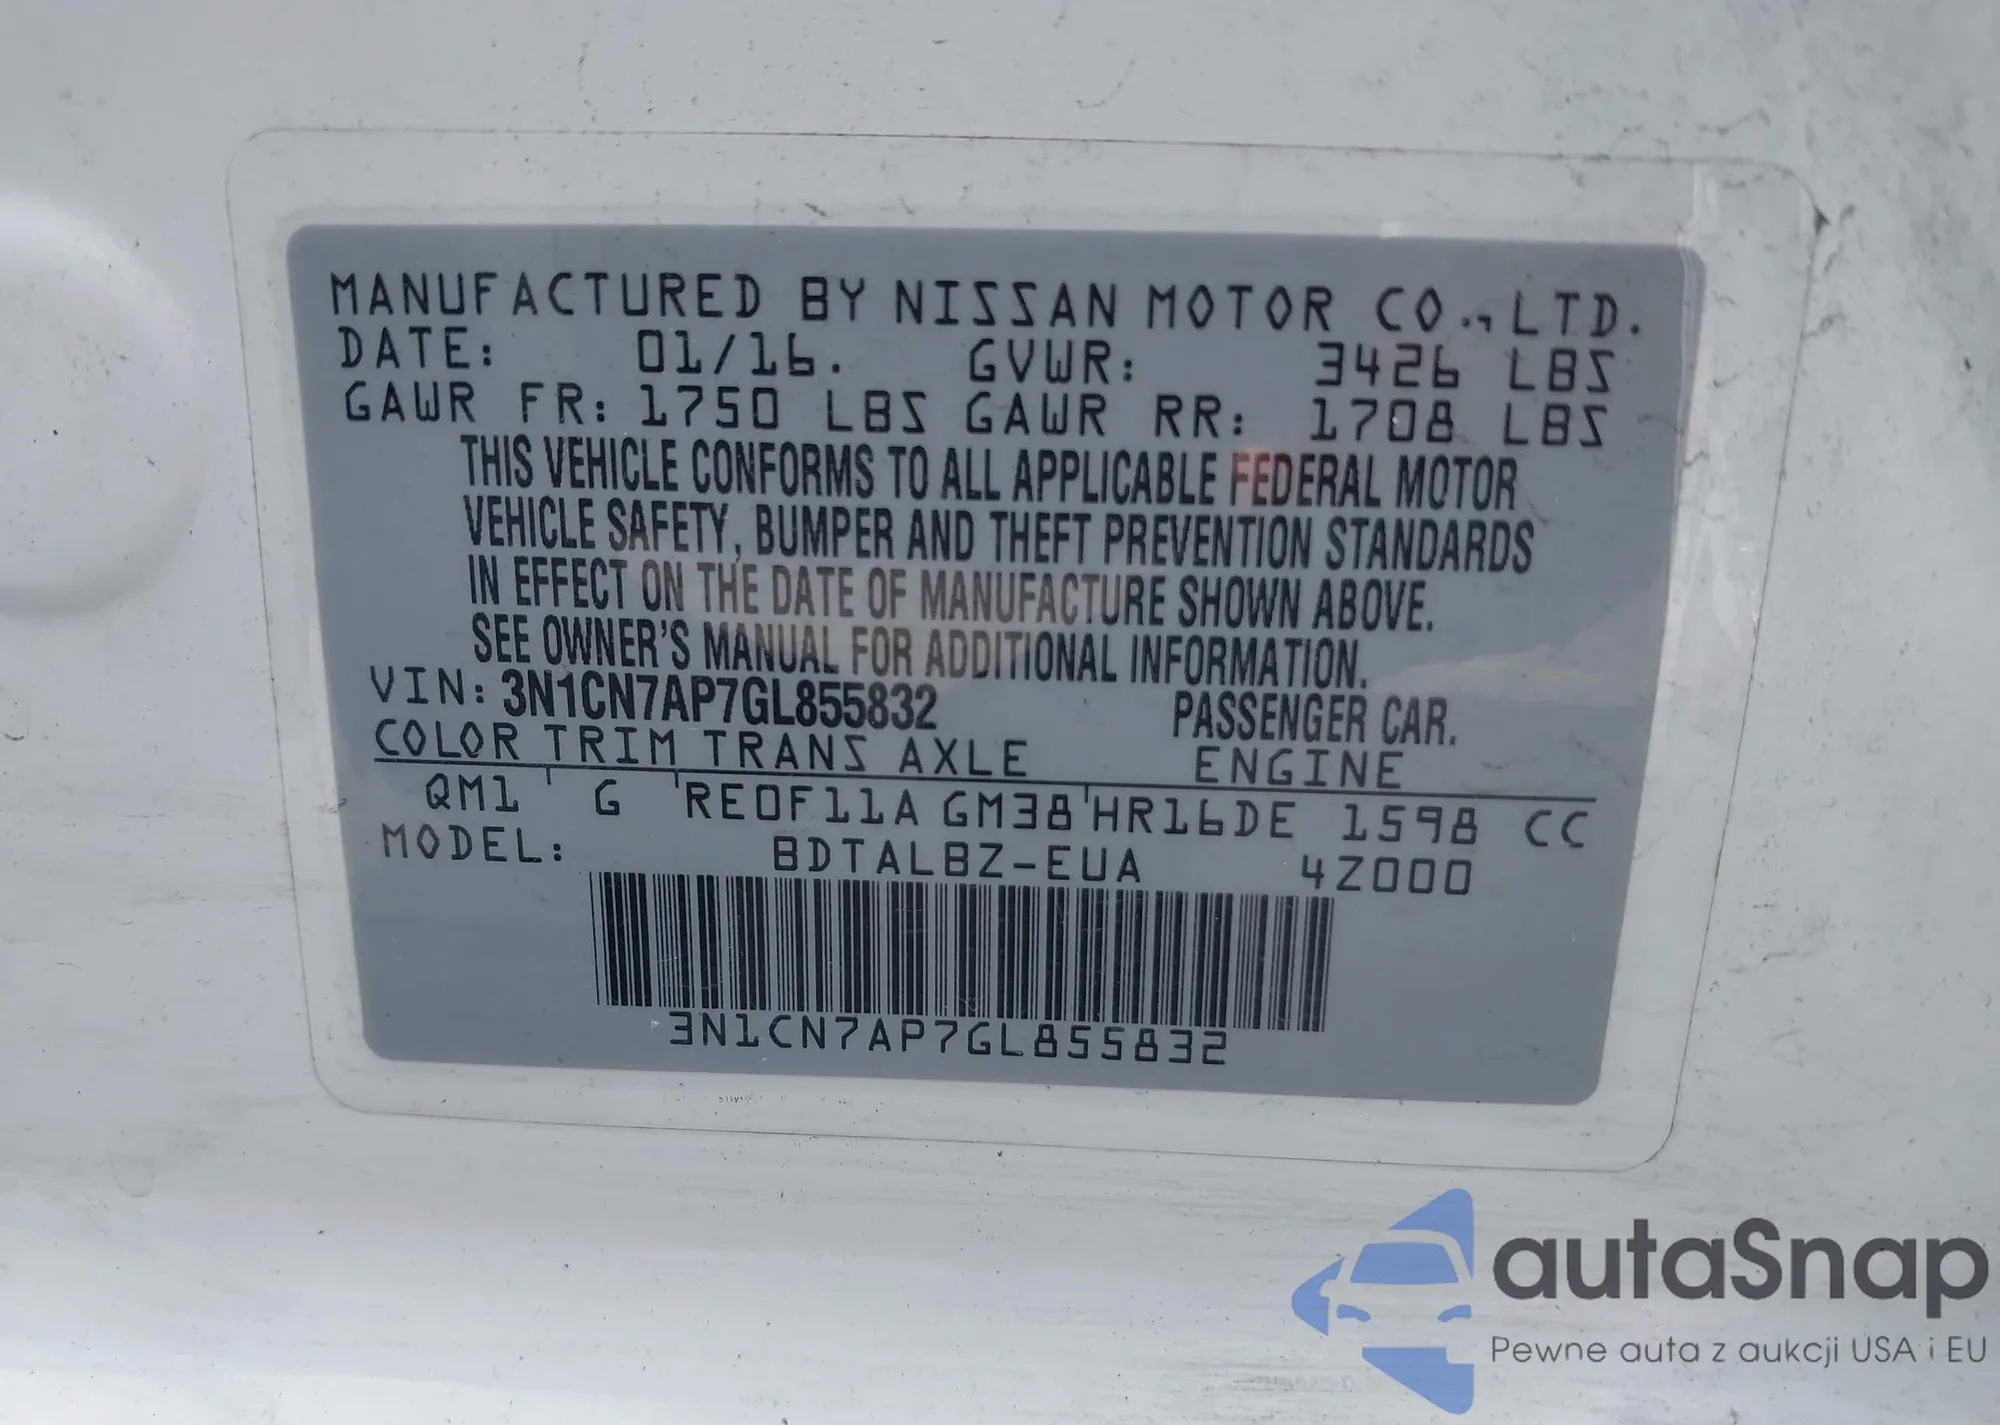 MANUFACTURED BY NISSAN MOTOR CO., LTD.
DATE: 01/16. GVWR: 3426 LBS
GAWR FR: 1750 LBS GAWR RR: 1708 LBS
THIS VEHICLE CONFORMS TO ALL APPLICABLE FEDERAL MOTOR
VEHICLE SAFETY, BUMPER AND THEFT PREVENTION STANDARDS
IN EFFECT ON THE DATE OF MANUFACTURE SHOWN ABOVE.
SEE OWNER'S MANUAL FOR ADDITIONAL INFORMATION.
VIN: 3N1CN7AP7GL855832 PASSENGER CAR.
COLOR TRIM TRANS AXLE ENGINE
QM1 G RE0F11A GM38 HR16DE 1598 CC
MODEL: BDTALBZ-EUA 4Z000
3N1CN7AP7GL855832
autaSnap
Pewne auta z aukcji USA i EU